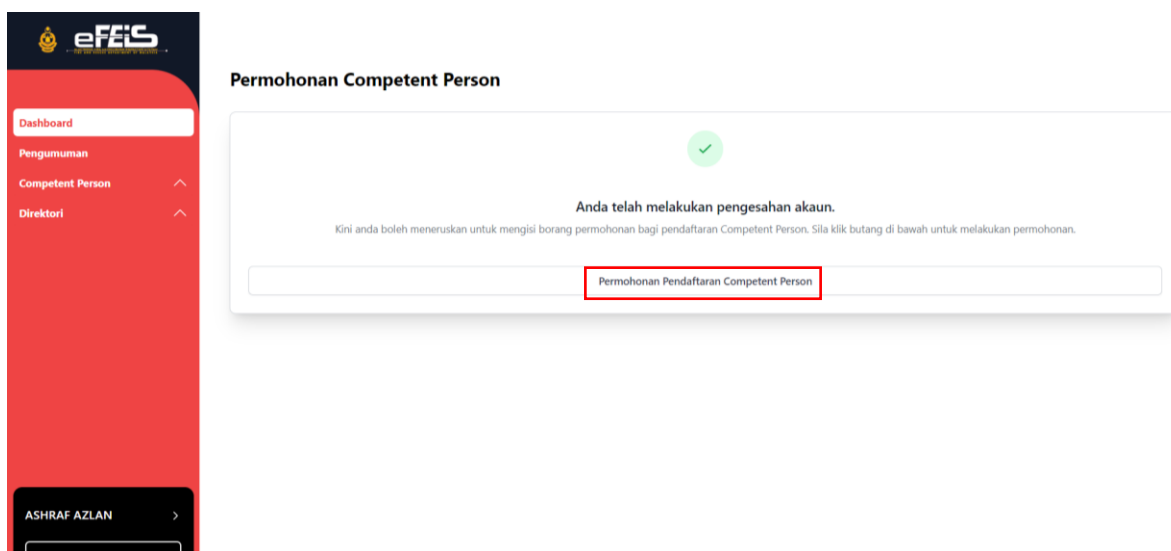 eFEiS
Permohonan Competent Person
Dashboard
Pengumuman
Competent Person
Direktori
Anda telah melakukan pengesahan akaun.
Kini anda boleh meneruskan untuk mengisi borang permohonan bagi pendaftaran Competent Person. Sila klik butang di bawah untuk melakukan permohonan.
Permohonan Pendaftaran Competent Person
ASHRAF AZLAN